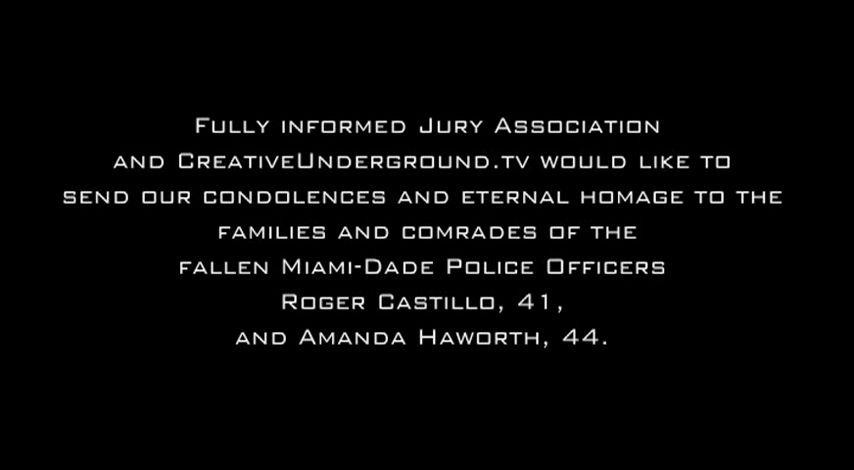 Fully informed Jury Association
and CreativeUnderground.tv would like to
send our condolences and eternal homage to the
families and comrades of the
fallen Miami-Dade Police Officers
Roger Castillo, 41,
and Amanda Haworth, 44.